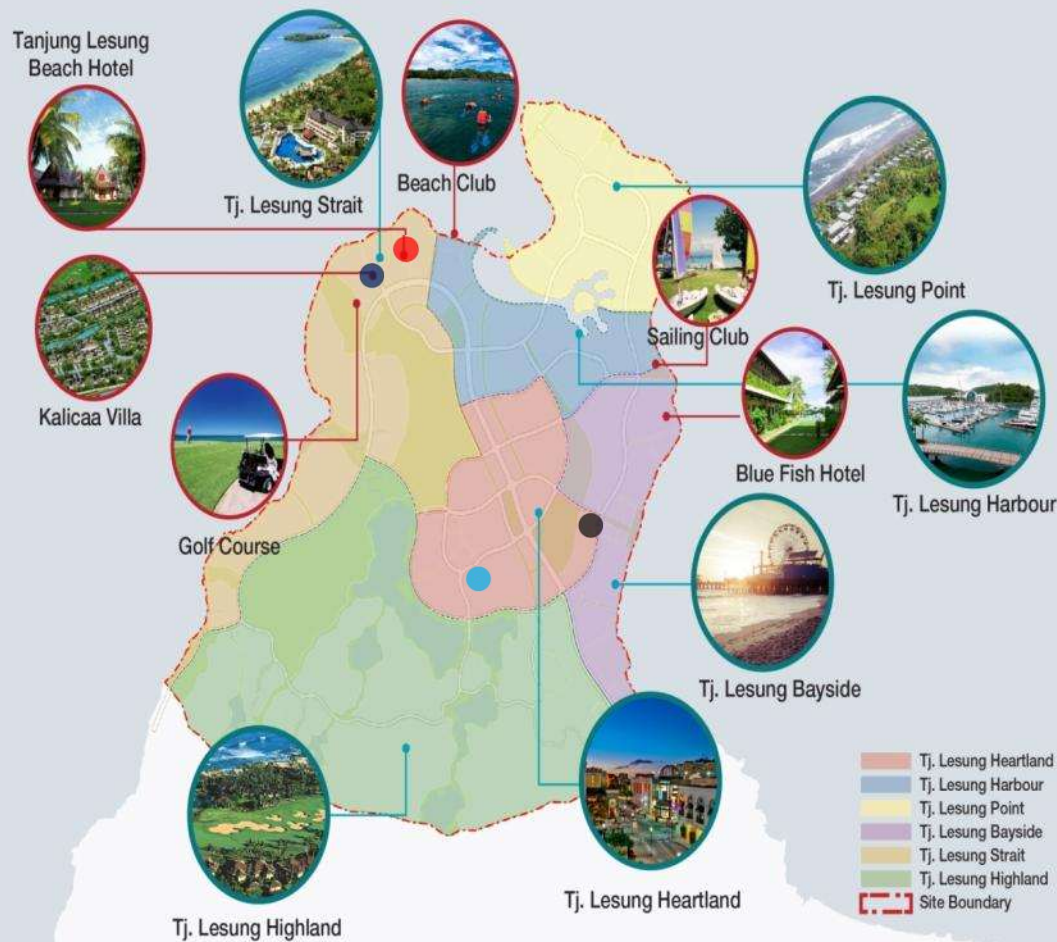 Tanjung Lesung
Beach Hotel
Tj. Lesung Strait
Beach Club
Tj. Lesung Point
Kalicaa Villa
Sailing Club
Golf Course
Blue Fish Hotel
Tj. Lesung Harbour
Tj. Lesung Bayside
Tj. Lesung Highland
Tj. Lesung Heartland
Tj. Lesung Heartland
Tj. Lesung Harbour
Tj. Lesung Point
Tj. Lesung Bayside
Tj. Lesung Strait
Tj. Lesung Highland
Site Boundary